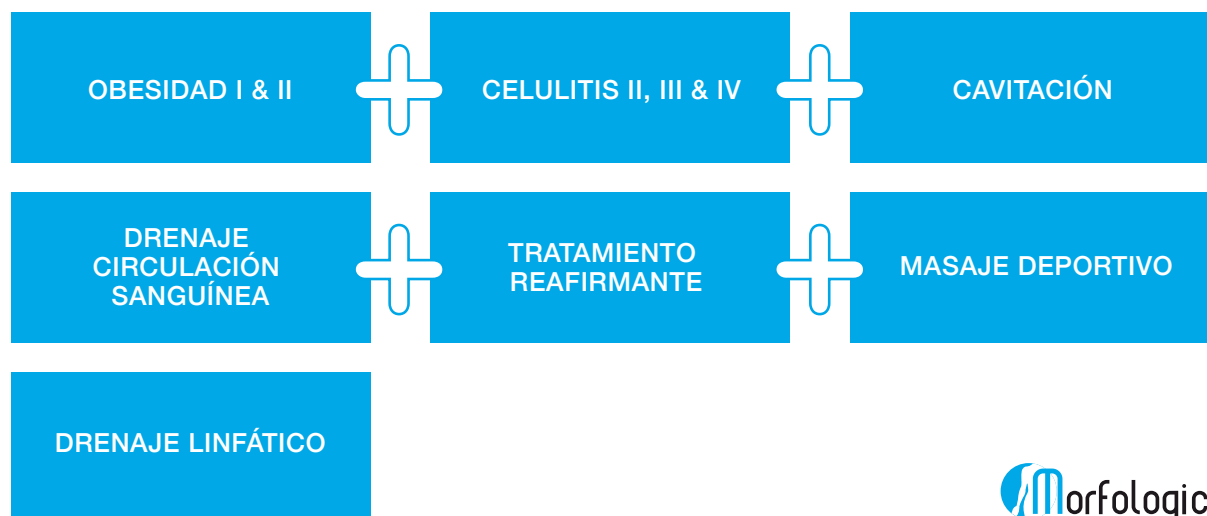 OBESIDAD I & II
CELULITIS II, III & IV
CAVITACIÓN
DRENAJE
CIRCULACIÓN
SANGUÍNEA
TRATAMIENTO
REAFIRMANTE
MASAJE DEPORTIVO
DRENAJE LINFÁTICO
Morfologic